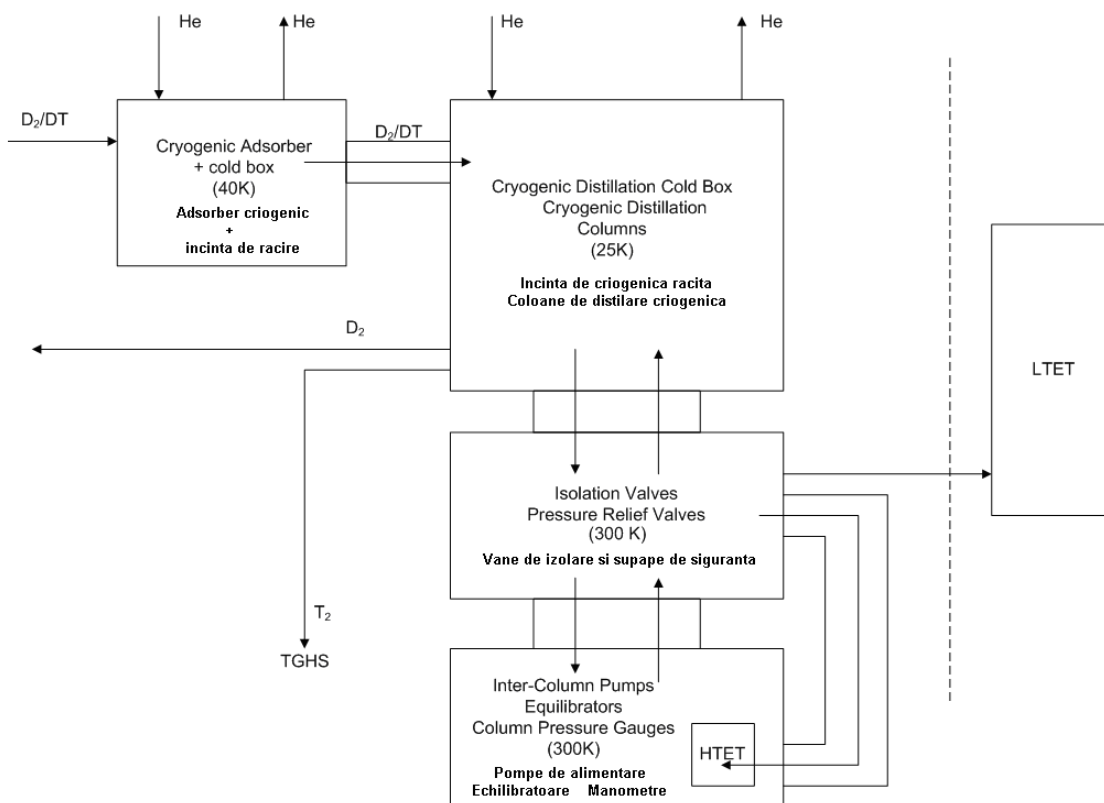 He
He
He
He
D₂/DT
D₂/DT
Cryogenic Adsorber
+ cold box
(40K)
Adsorber criogenic
+
incinta de racire
Cryogenic Distillation Cold Box
Cryogenic Distillation
Columns
(25K)
Incinta de criogenica racita
Coloane de distilare criogenica
D₂
LTET
Isolation Valves
Pressure Relief Valves
(300 K)
Vane de izolare si supape de siguranta
T₂
TGHS
Inter-Column Pumps
Equilibrators
Column Pressure Gauges
(300K)
HTET
Pompe de alimentare
Echilibratoare Manometre